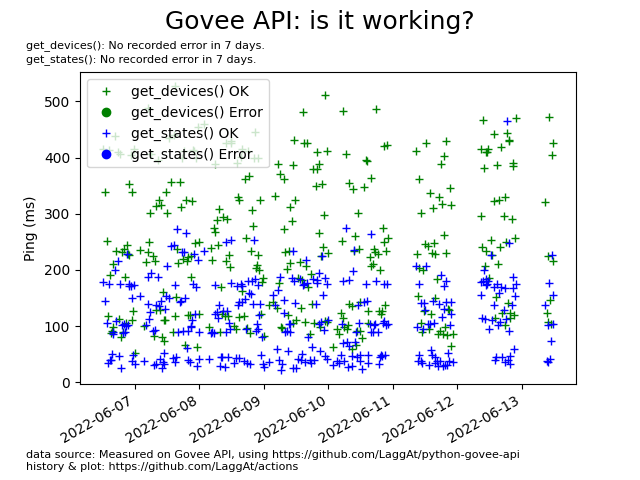 Govee API: is it working?
get_devices(): No recorded error in 7 days.
get_states(): No recorded error in 7 days.
get_devices() OK
get_devices() Error
get_states() OK
get_states() Error
Ping (ms)
500
400
300
200
100
0
2022-06-07
2022-06-08
2022-06-09
2022-06-10
2022-06-11
2022-06-12
2022-06-13
data source: Measured on Govee API, using https://github.com/LaggAt/python-govee-api
history & plot: https://github.com/LaggAt/actions